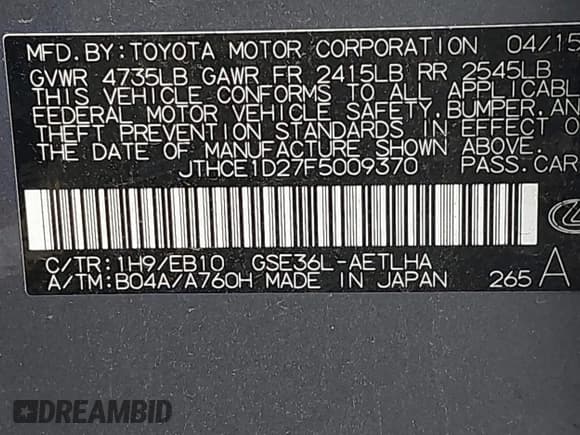 MFD.BY:TOYOTA MOTOR CORPORATION 04/15
GVWR 4735LB GAWR FR 2415LB RR 2545LB
THIS VEHICLE CONFORMS TO ALL APPLICABL
FEDERAL MOTOR VEHICLE SAFETY,BUMPER,AN
THEFT PREVENTION STANDARDS IN EFFECT O
THE DATE OF MANUFACTURE SHOWN ABOVE.
JTHCE1D27F5009370 PASS.CAR
C/TR:1H9/EB10 GSE36L-AETLHA
A/TM:B04A/A760H MADE IN JAPAN 265 A
DREAMBID